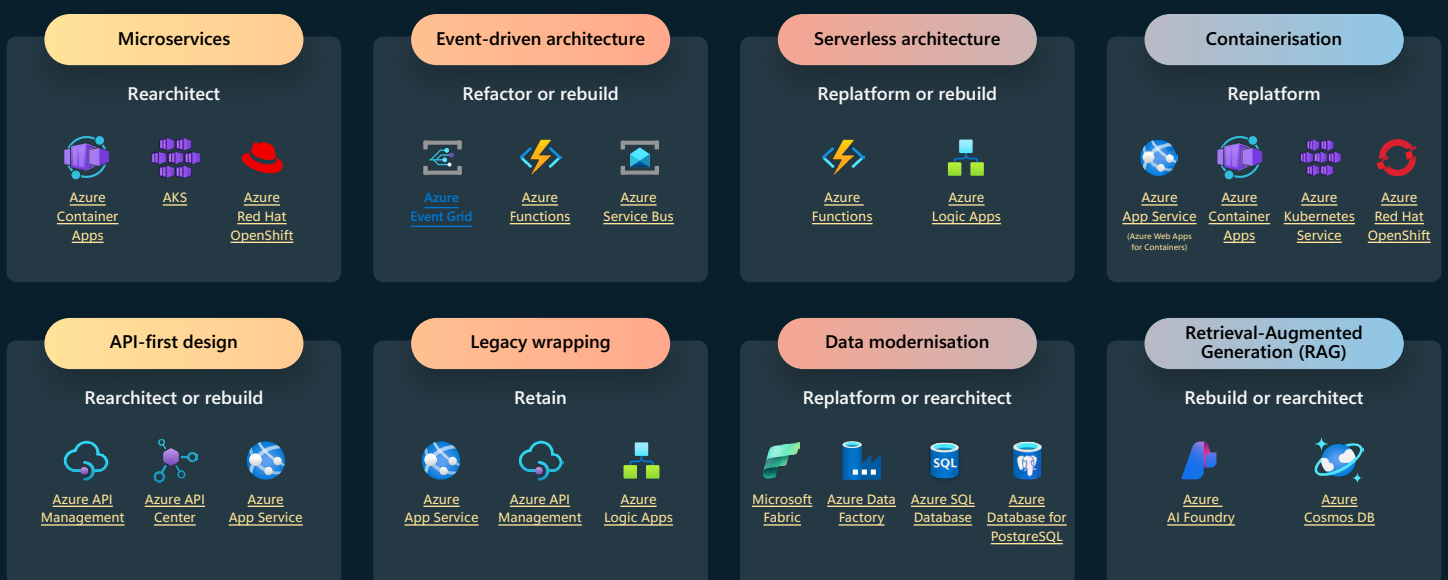 Microservices
Rearchitect
Azure
Container
Apps
AKS
Azure
Red Hat
OpenShift
Event-driven architecture
Refactor or rebuild
Azure
Event Grid
Azure
Functions
Azure
Service Bus
Serverless architecture
Replatform or rebuild
Azure
Functions
Azure
Logic Apps
Containerisation
Replatform
Azure
App Service
(Azure Web Apps
for Containers)
Azure
Container
Apps
Azure
Kubernetes
Service
Azure
Red Hat
OpenShift
API-first design
Rearchitect or rebuild
Azure API
Management
Azure API
Center
Azure
App Service
Legacy wrapping
Retain
Azure
App Service
Azure API
Management
Azure
Logic Apps
Data modernisation
Replatform or rearchitect
Microsoft
Fabric
Azure Data
Factory
SQL
Azure SQL
Database
Azure
Database for
PostgreSQL
Retrieval-Augmented
Generation (RAG)
Rebuild or rearchitect
Azure
AI Foundry
Azure
Cosmos DB